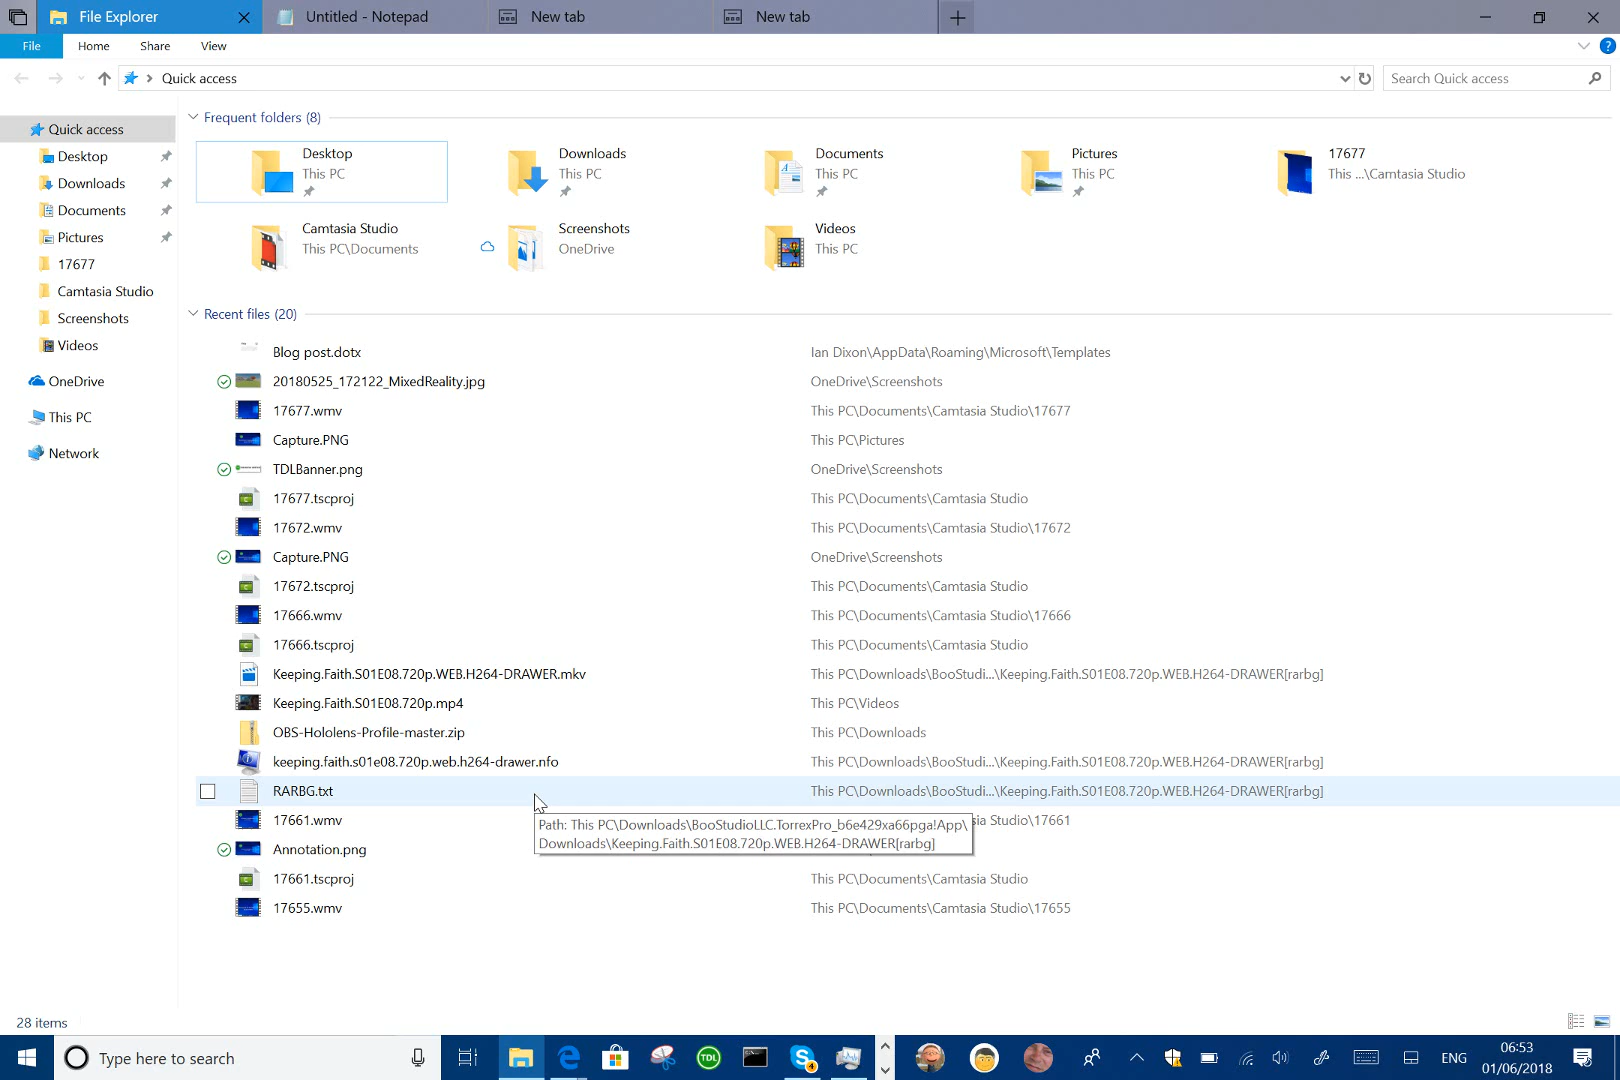 File Explorer
Untitled - Notepad
New tab
New tab
File
Home
Share
View
Quick access
Search Quick access
Quick access
Desktop
Downloads
Documents
Pictures
17677
Camtasia Studio
Screenshots
Videos
OneDrive
This PC
Network
Frequent folders (8)
Desktop
This PC
Downloads
This PC
Documents
This PC
Pictures
This PC
17677
This ...\Camtasia Studio
Camtasia Studio
This PC\Documents
Screenshots
OneDrive
Videos
This PC
Recent files (20)
Blog post.dotx Ian Dixon\AppData\Roaming\Microsoft\Templates
20180525_172122_MixedReality.jpg OneDrive\Screenshots
17677.wmv This PC\Documents\Camtasia Studio\17677
Capture.PNG This PC\Pictures
TDLBanner.png OneDrive\Screenshots
17677.tscproj This PC\Documents\Camtasia Studio
17672.wmv This PC\Documents\Camtasia Studio\17672
Capture.PNG OneDrive\Screenshots
17672.tscproj This PC\Documents\Camtasia Studio
17666.wmv This PC\Documents\Camtasia Studio\17666
17666.tscproj This PC\Documents\Camtasia Studio
Keeping.Faith.S01E08.720p.WEB.H264-DRAWER.mkv This PC\Downloads\BooStudi...\Keeping.Faith.S01E08.720p.WEB.H264-DRAWER[rarbg]
Keeping.Faith.S01E08.720p.mp4 This PC\Videos
OBS-Hololens-Profile-master.zip This PC\Downloads
keeping.faith.s01e08.720p.web.h264-drawer.nfo This PC\Downloads\BooStudi...\Keeping.Faith.S01E08.720p.WEB.H264-DRAWER[rarbg]
RARBG.txt This PC\Downloads\BooStudi...\Keeping.Faith.S01E08.720p.WEB.H264-DRAWER[rarbg]
17661.wmv ia Studio\17661
Path: This PC\Downloads\BooStudioLLC.TorrexPro_b6e429xa66pga!App\
Downloads\Keeping.Faith.S01E08.720p.WEB.H264-DRAWER[rarbg]
Annotation.png
17661.tscproj This PC\Documents\Camtasia Studio
17655.wmv This PC\Documents\Camtasia Studio\17655
28 items
Type here to search
TDL
4
ENG
06:53
01/06/2018